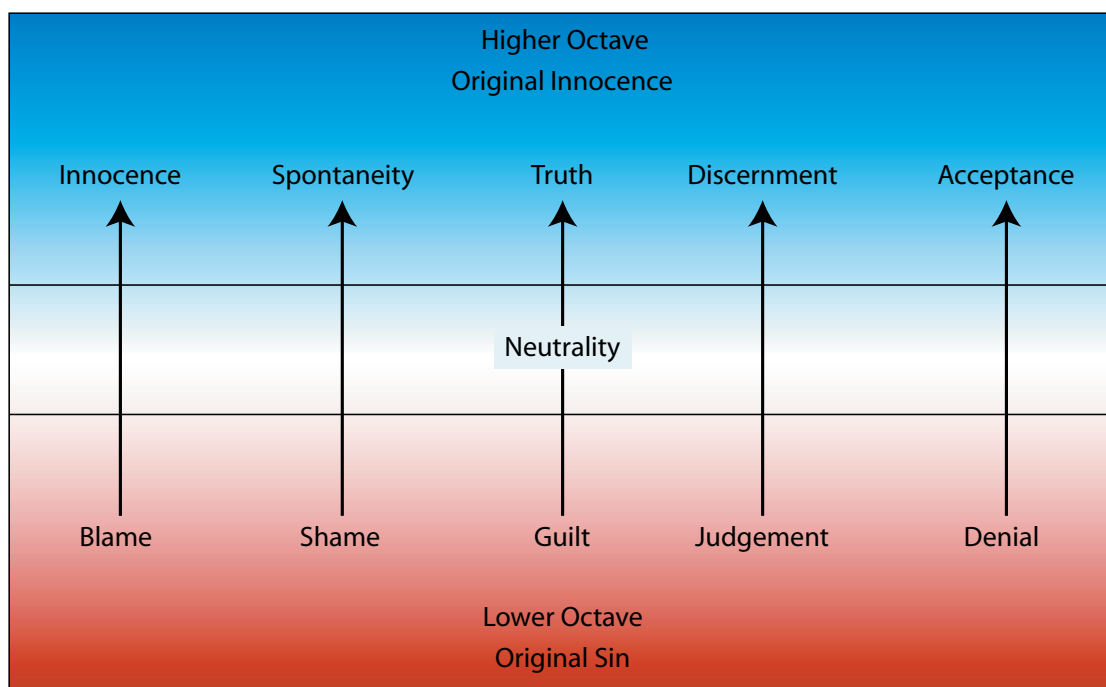 Higher Octave
Original Innocence
Innocence Spontaneity Truth Discernment Acceptance
Neutrality
Blame Shame Guilt Judgement Denial
Lower Octave
Original Sin